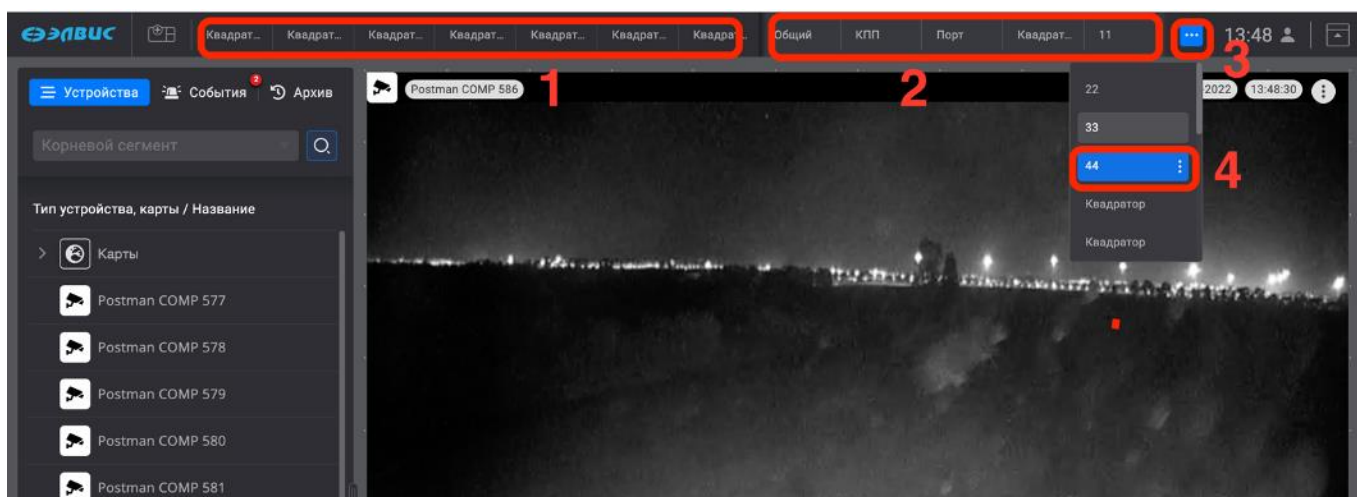 ЭЛВИС Квадрат... Квадрат... Квадрат... Квадрат... Квадрат... Квадрат... Квадрат... Общий КПП Порт Квадрат... 11 ... 13:48
1 2 3
Устройства События 2 Архив
Postman COMP 586
2022 13:48:30
Корневой сегмент
Тип устройства, карты / Название
Карты
Postman COMP 577
Postman COMP 578
Postman COMP 579
Postman COMP 580
Postman COMP 581
22
33
44 4
Квадратор
Квадратор